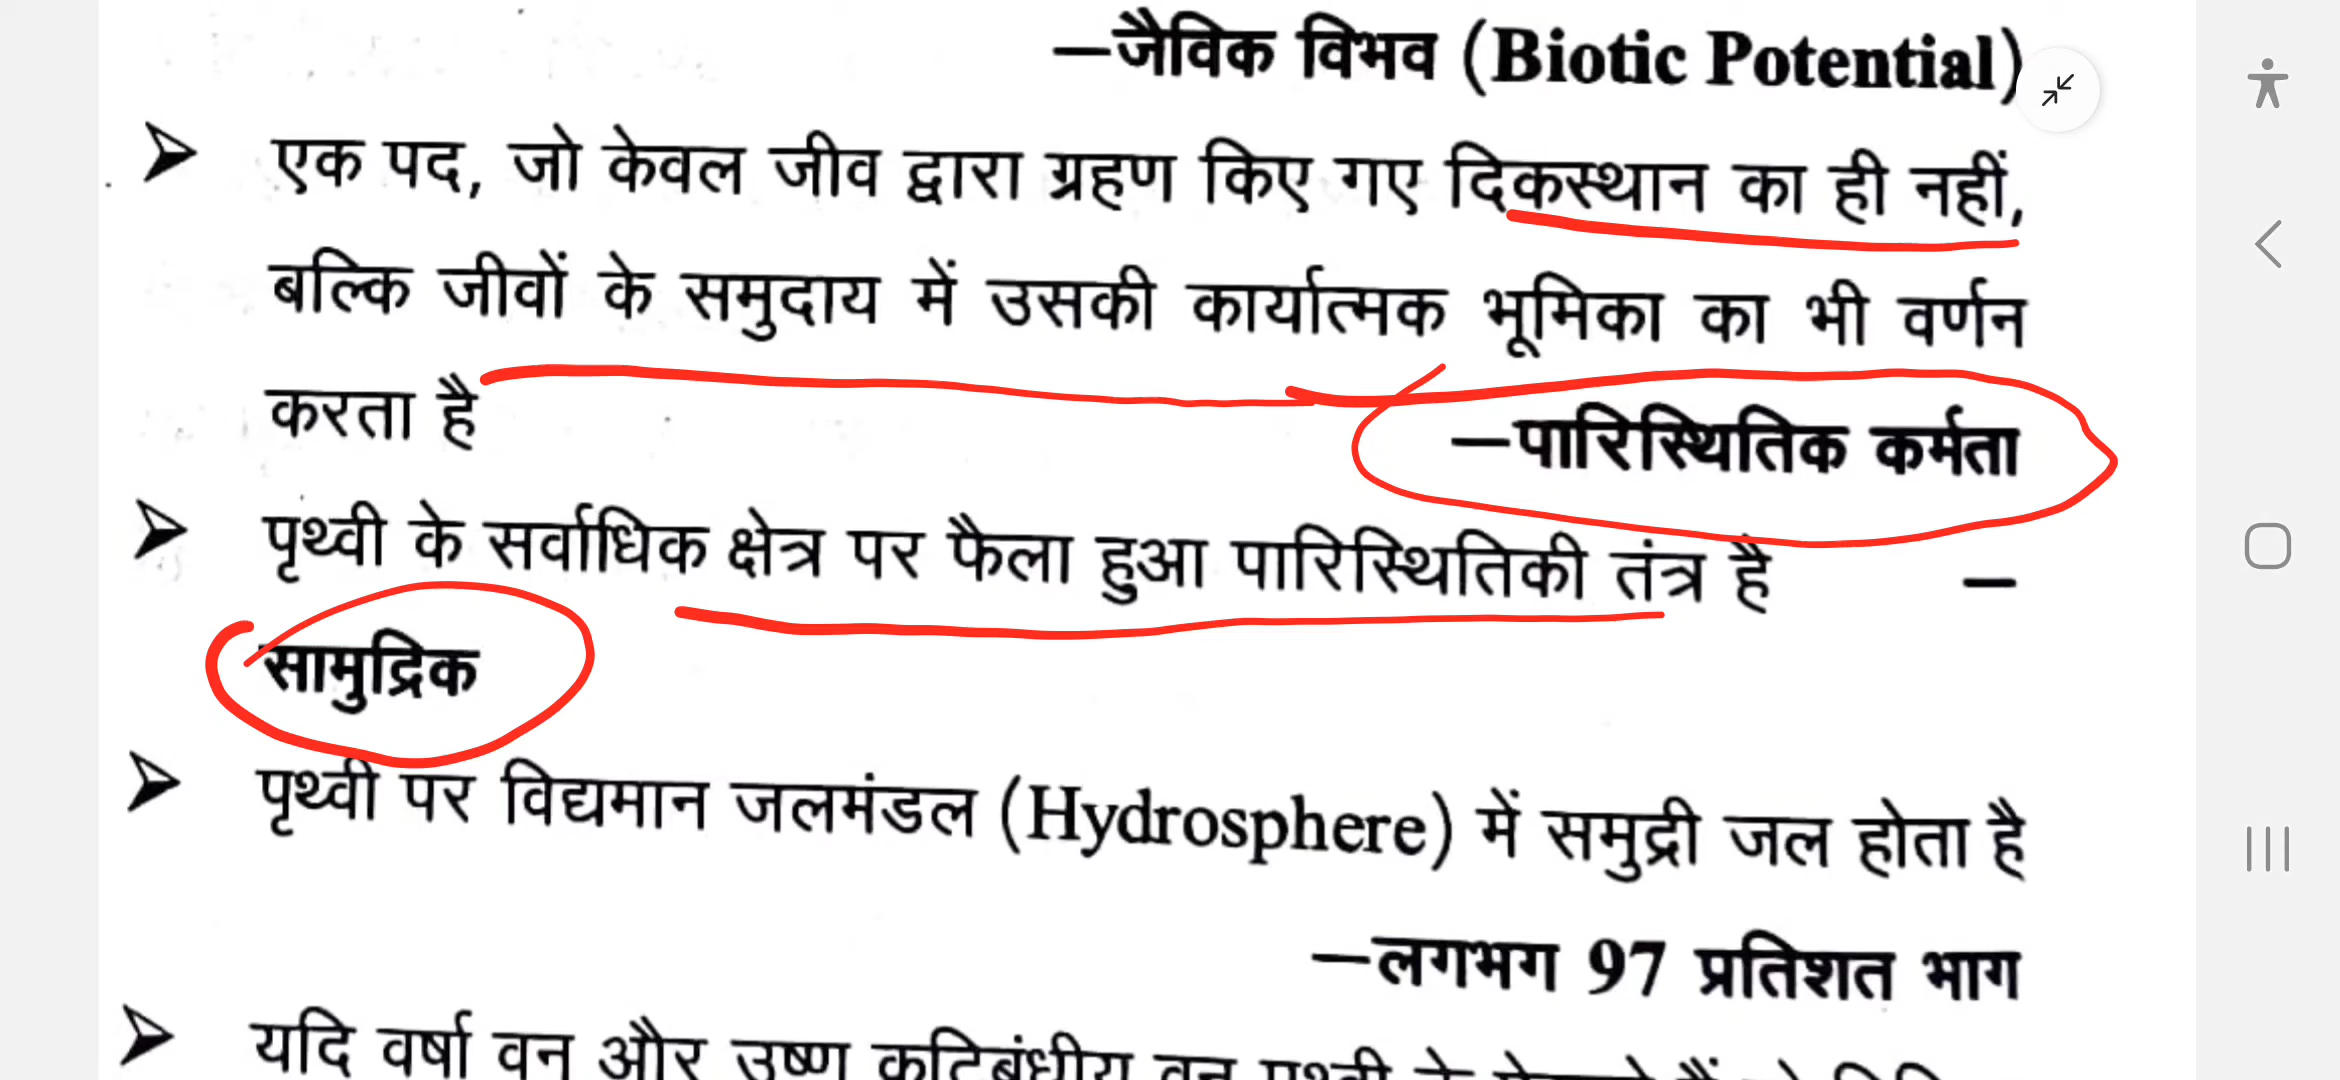 —जैविक विभव (Biotic Potential)
➢ एक पद, जो केवल जीव द्वारा ग्रहण किए गए दिकस्थान का ही नहीं,
बल्कि जीवों के समुदाय में उसकी कार्यात्मक भूमिका का भी वर्णन
करता है
—पारिस्थितिक कर्मता
➢ पृथ्वी के सर्वाधिक क्षेत्र पर फैला हुआ पारिस्थितिकी तंत्र है —
सामुद्रिक
➢ पृथ्वी पर विद्यमान जलमंडल (Hydrosphere) में समुद्री जल होता है
—लगभग 97 प्रतिशत भाग
➢ यदि वर्षा वन और उष्ण कटिबंधीय वन पृथ्वी के